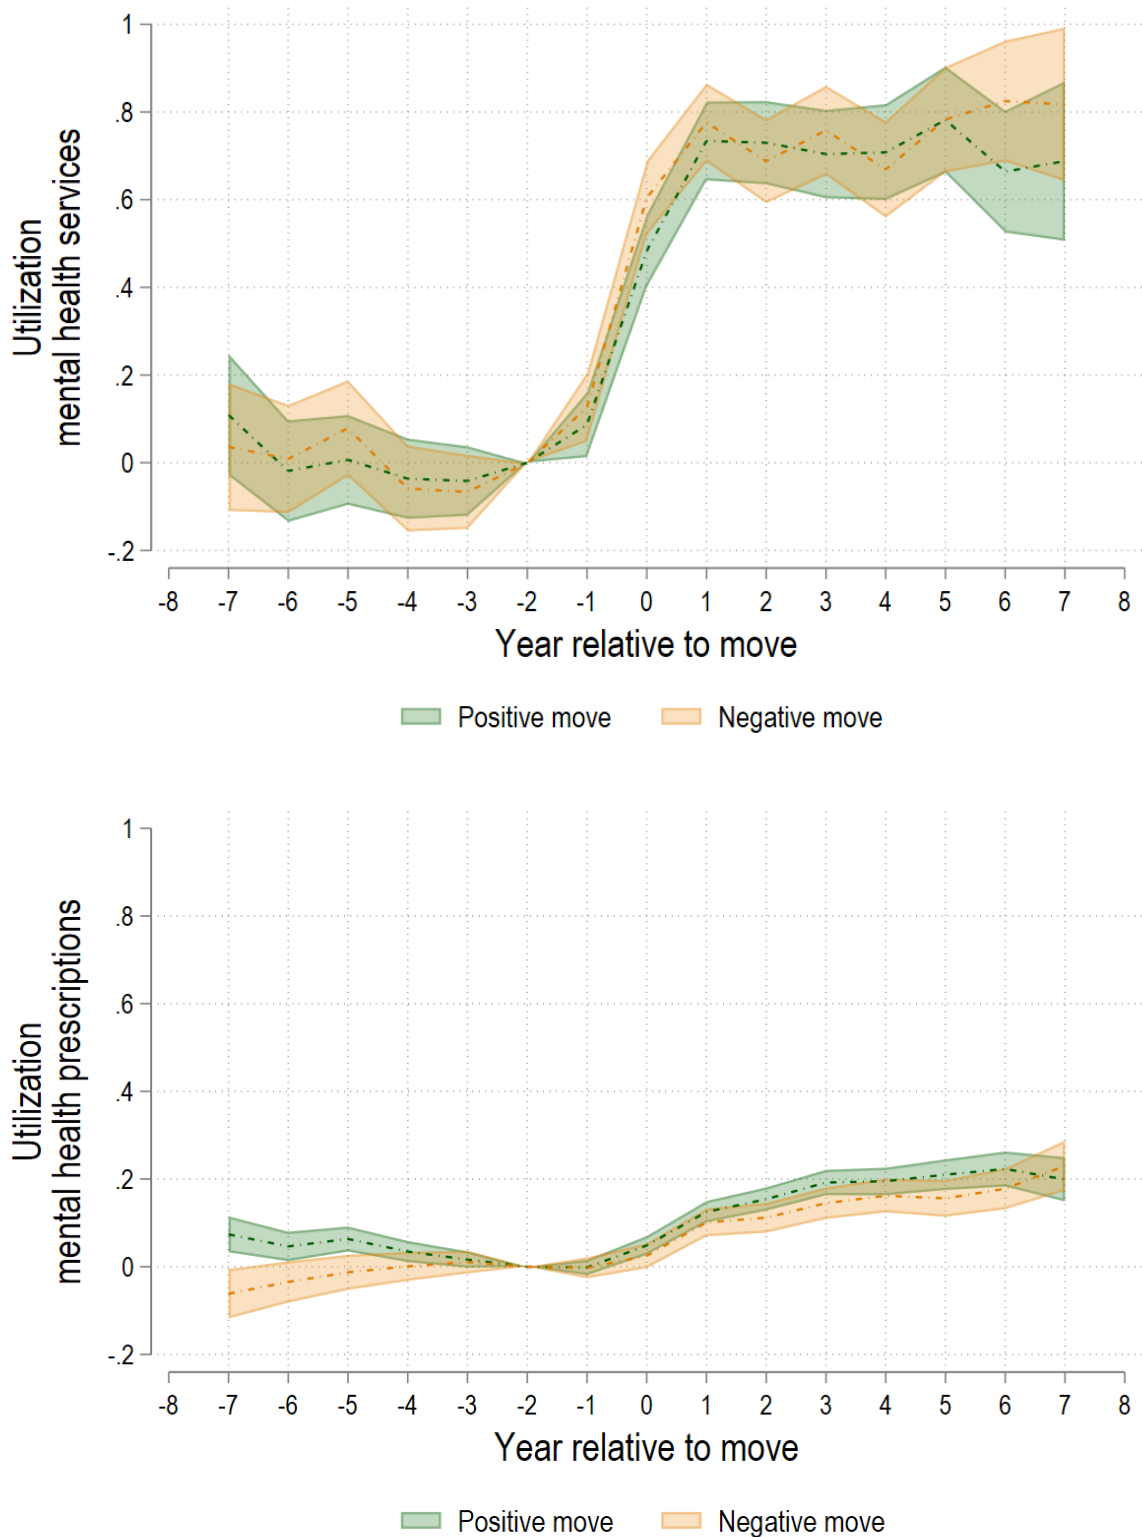 Utilization
mental health services
1
.8
.6
.4
.2
0
-.2
-8 -7 -6 -5 -4 -3 -2 -1 0 1 2 3 4 5 6 7 8
Year relative to move
Positive move Negative move
Utilization
mental health prescriptions
1
.8
.6
.4
.2
0
-.2
-8 -7 -6 -5 -4 -3 -2 -1 0 1 2 3 4 5 6 7 8
Year relative to move
Positive move Negative move